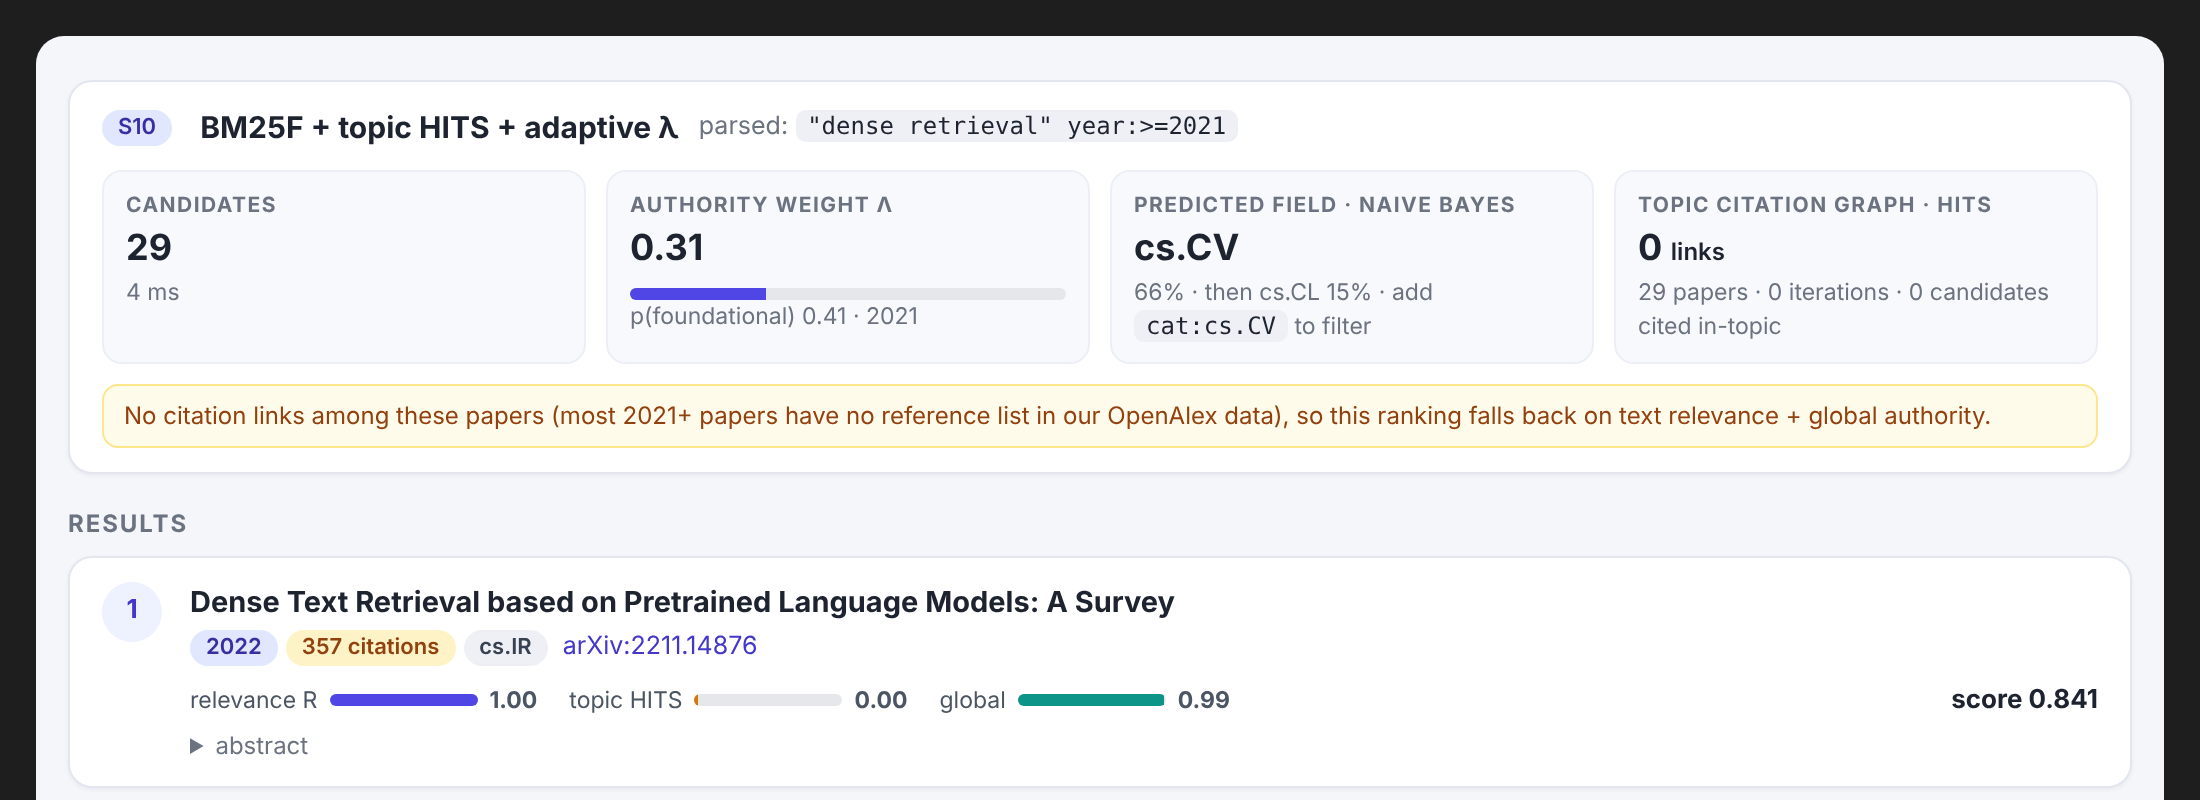 S10 BM25F + topic HITS + adaptive λ parsed: "dense retrieval" year:>=2021
CANDIDATES
29
4 ms
AUTHORITY WEIGHT Λ
0.31
p(foundational) 0.41 · 2021
PREDICTED FIELD · NAIVE BAYES
cs.CV
66% · then cs.CL 15% · add
cat:cs.CV to filter
TOPIC CITATION GRAPH · HITS
0 links
29 papers · 0 iterations · 0 candidates
cited in-topic
No citation links among these papers (most 2021+ papers have no reference list in our OpenAlex data), so this ranking falls back on text relevance + global authority.
RESULTS
1 Dense Text Retrieval based on Pretrained Language Models: A Survey
2022 357 citations cs.IR arXiv:2211.14876
relevance R 1.00 topic HITS 0.00 global 0.99 score 0.841
▶ abstract